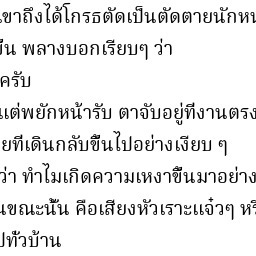 เขาถึงได้โกรธตัดเป็นตัดตายนักหน
ขึ้น พลางบอกเรียบๆ ว่า
ครับ
แต่พยักหน้ารับ ตาจับอยู่ที่งานตรง
ยที่เดินกลับขึ้นไปอย่างเงียบ ๆ
ว่า ทำไมเกิดความเหงาขึ้นมาอย่าง
นขณะนั้น คือเสียงหัวเราะแจ๋วๆ หรื
ปทั่วบ้าน